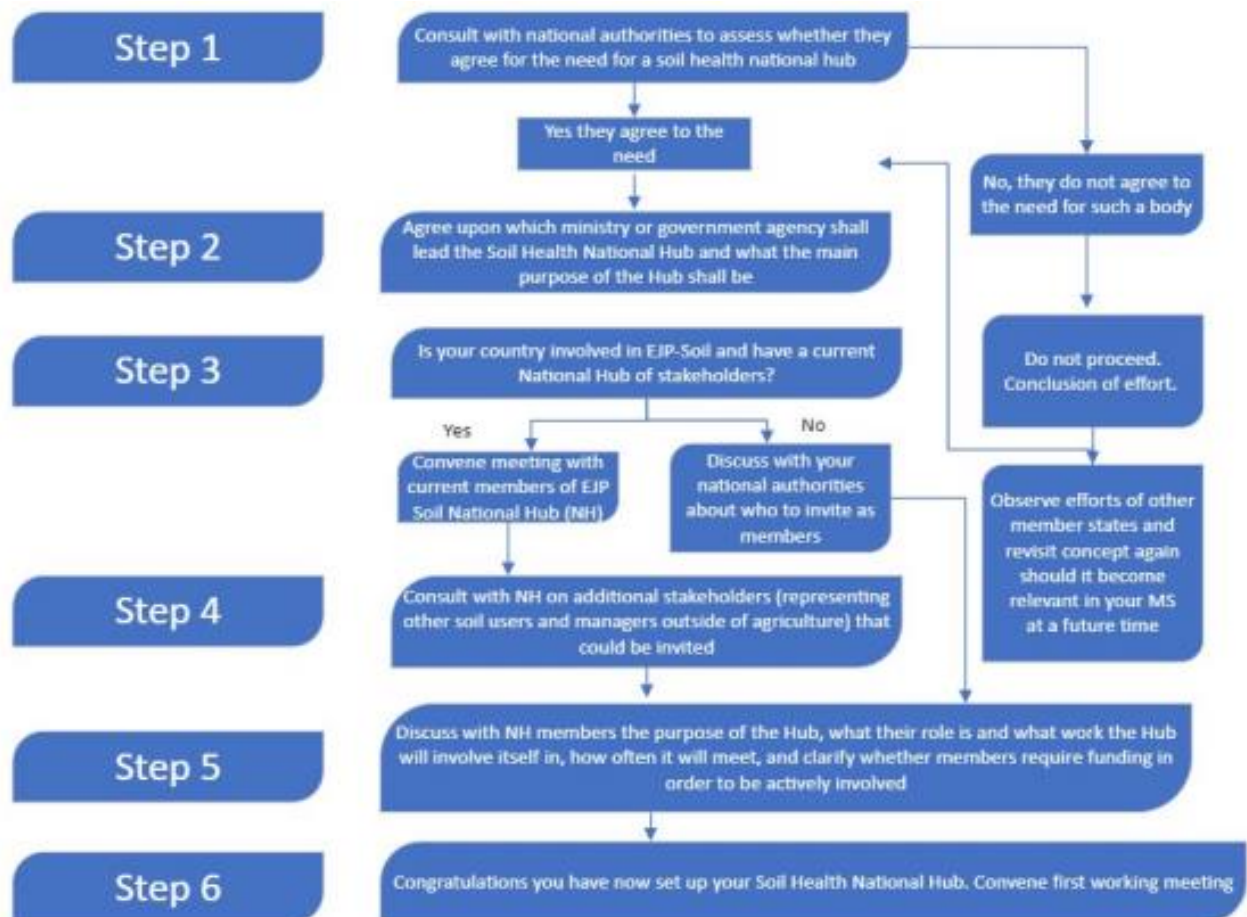 Step 1
Consult with national authorities to assess whether they
agree for the need for a soil health national hub
Yes they agree to the
need
No, they do not agree to
the need for such a body
Step 2
Agree upon which ministry or government agency shall
lead the Soil Health National Hub and what the main
purpose of the Hub shall be
Step 3
Is your country involved in EJP-Soil and have a current
National Hub of stakeholders?
Do not proceed.
Conclusion of effort.
Yes
No
Convene meeting with
current members of EJP
Soil National Hub (NH)
Discuss with your
national authorities
about who to invite as
members
Observe efforts of other
member states and
revisit concept again
should it become
relevant in your MS
at a future time
Step 4
Consult with NH on additional stakeholders (representing
other soil users and managers outside of agriculture) that
could be invited
Step 5
Discuss with NH members the purpose of the Hub, what their role is and what work the Hub
will involve itself in, how often it will meet, and clarify whether members require funding in
order to be actively involved
Step 6
Congratulations you have now set up your Soil Health National Hub. Convene first working meeting